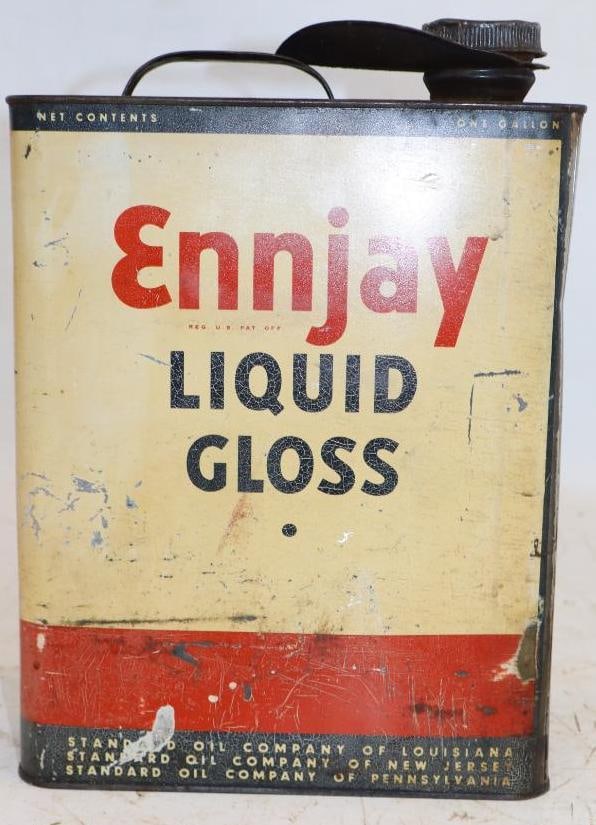 NET CONTENTS ONE GALLON
Ennjay
REG. U.S. PAT. OFF.
LIQUID
GLOSS
STANDARD OIL COMPANY OF LOUISIANA
STANDARD OIL COMPANY OF NEW JERSEY
STANDARD OIL COMPANY OF PENNSYLVANIA